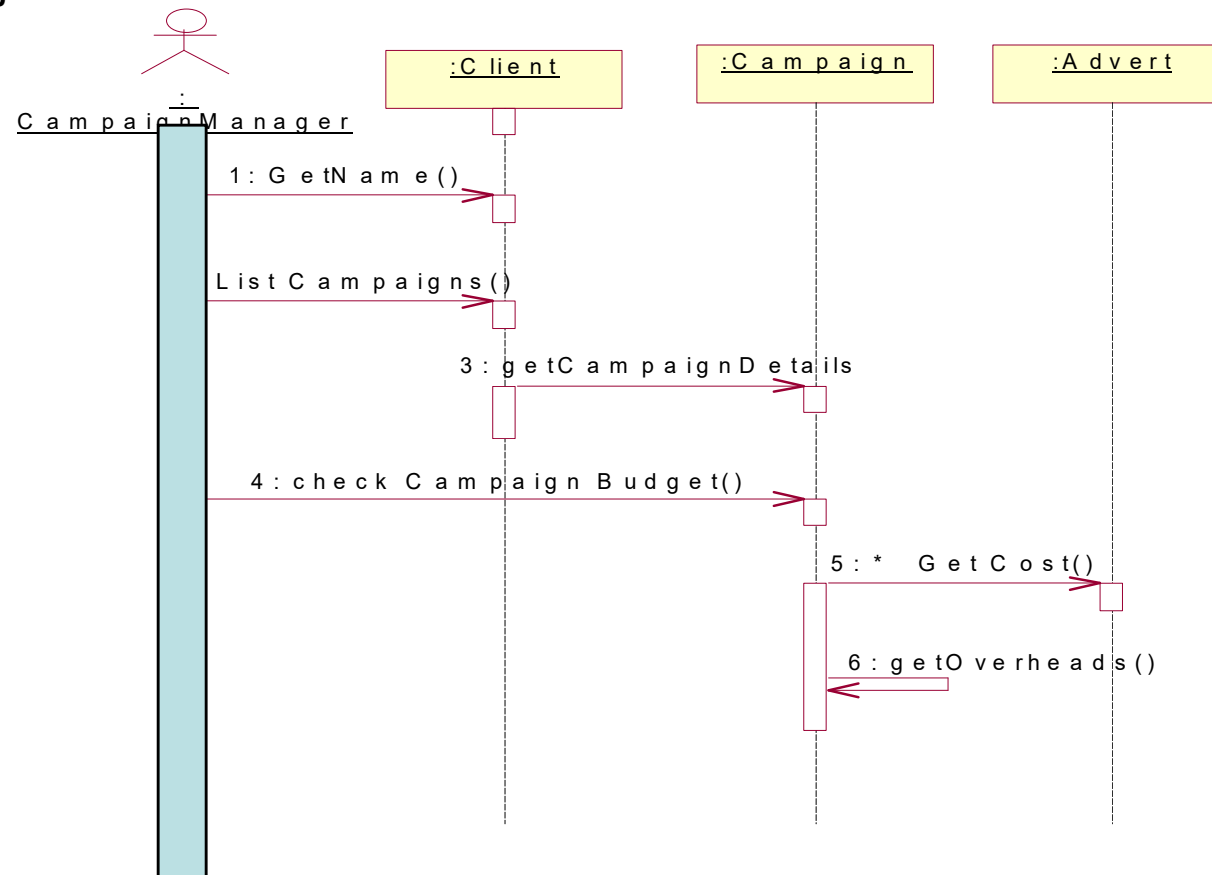 :Client
:Campaign
:Advert
:
CampaignManager
1: GetName()
ListCampaigns()
3: getCampaignDetails
4: check Campaign Budget()
5: * GetCost()
6: getOverheads()